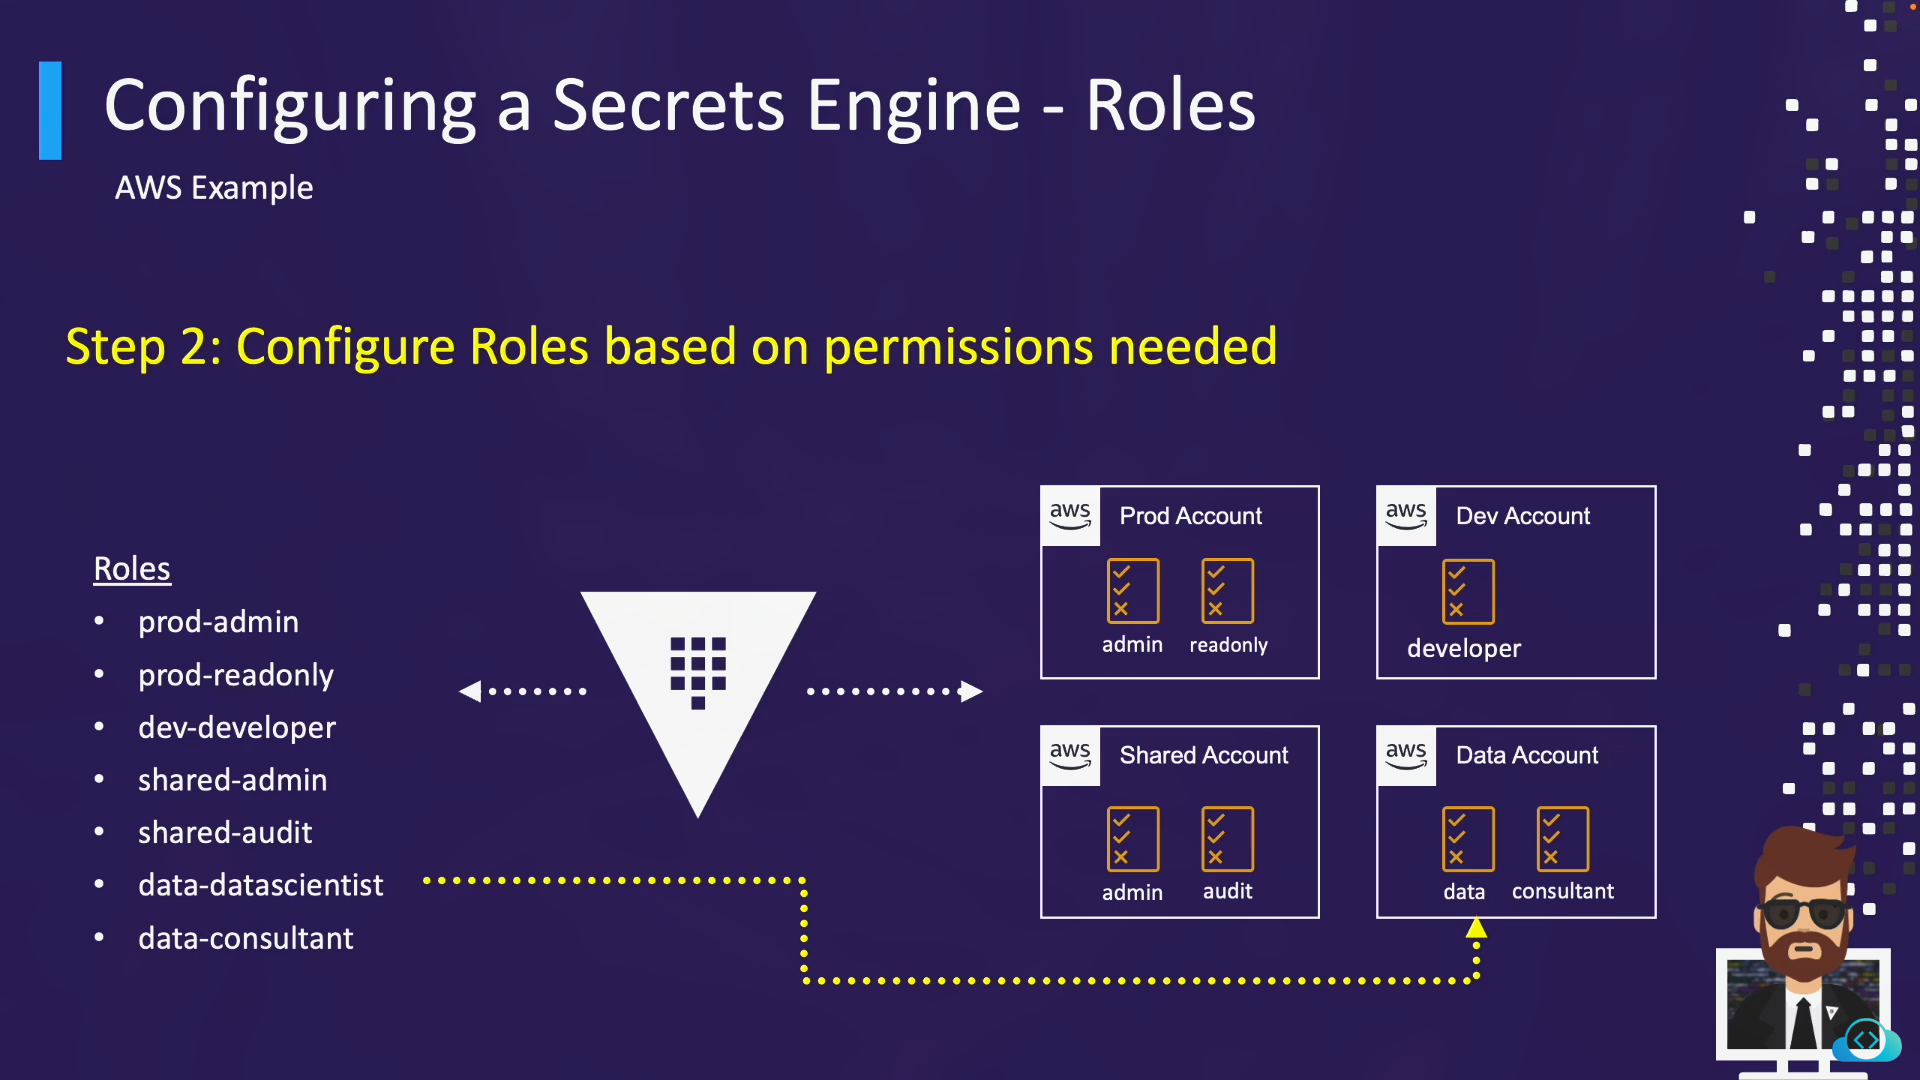 Configuring a Secrets Engine - Roles
AWS Example
Step 2: Configure Roles based on permissions needed
Roles
• prod-admin
• prod-readonly
• dev-developer
• shared-admin
• shared-audit
• data-datascientist
• data-consultant
aws Prod Account
admin readonly
aws Dev Account
developer
aws Shared Account
admin audit
aws Data Account
data consultant